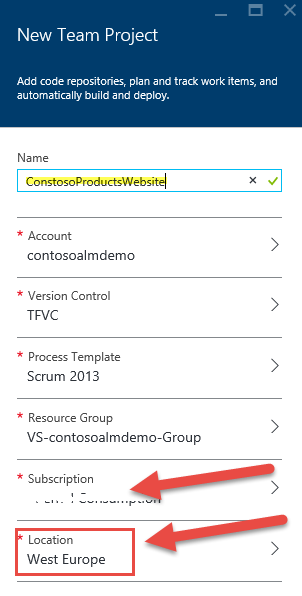 New Team Project
Add code repositories, plan and track work items, and
automatically build and deploy.
Name
ConstosoProductsWebsite
* Account
contosoalmdemo
* Version Control
TFVC
* Process Template
Scrum 2013
* Resource Group
VS-contosoalmdemo-Group
* Subscription
Consumption
* Location
West Europe